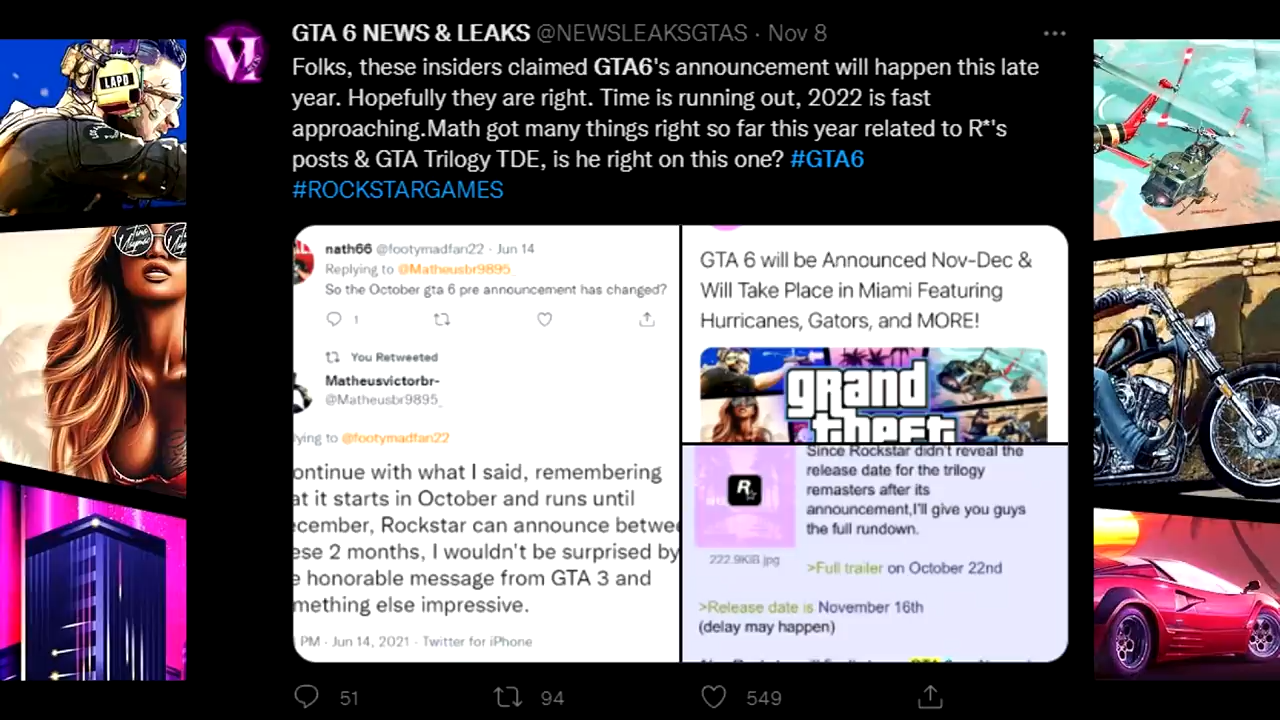 GTA 6 NEWS & LEAKS @NEWSLEAKSGTAS · Nov 8
Folks, these insiders claimed GTA6's announcement will happen this late
year. Hopefully they are right. Time is running out, 2022 is fast
approaching.Math got many things right so far this year related to R*'s
posts & GTA Trilogy TDE, is he right on this one? #GTA6
#ROCKSTARGAMES
nath66 @footymadfan22 · Jun 14
Replying to @Matheusbr9895_
So the October gta 6 pre announcement has changed?
1
You Retweeted
Matheusvictorbr-
@Matheusbr9895_
lying to @footymadfan22
ontinue with what I said, remembering
at it starts in October and runs until
ecember, Rockstar can announce betwee
ese 2 months, I wouldn't be surprised by
e honorable message from GTA 3 and
mething else impressive.
PM · Jun 14, 2021 · Twitter for iPhone
GTA 6 will be Announced Nov-Dec &
Will Take Place in Miami Featuring
Hurricanes, Gators, and MORE!
grand
theft
Since Rockstar didn't reveal the
release date for the trilogy
remasters after its
announcement,I'll give you guys
the full rundown.
R
222.9KIB jpg
>Full trailer on October 22nd
>Release date is November 16th
(delay may happen)
51
94
549
LAPD
VI